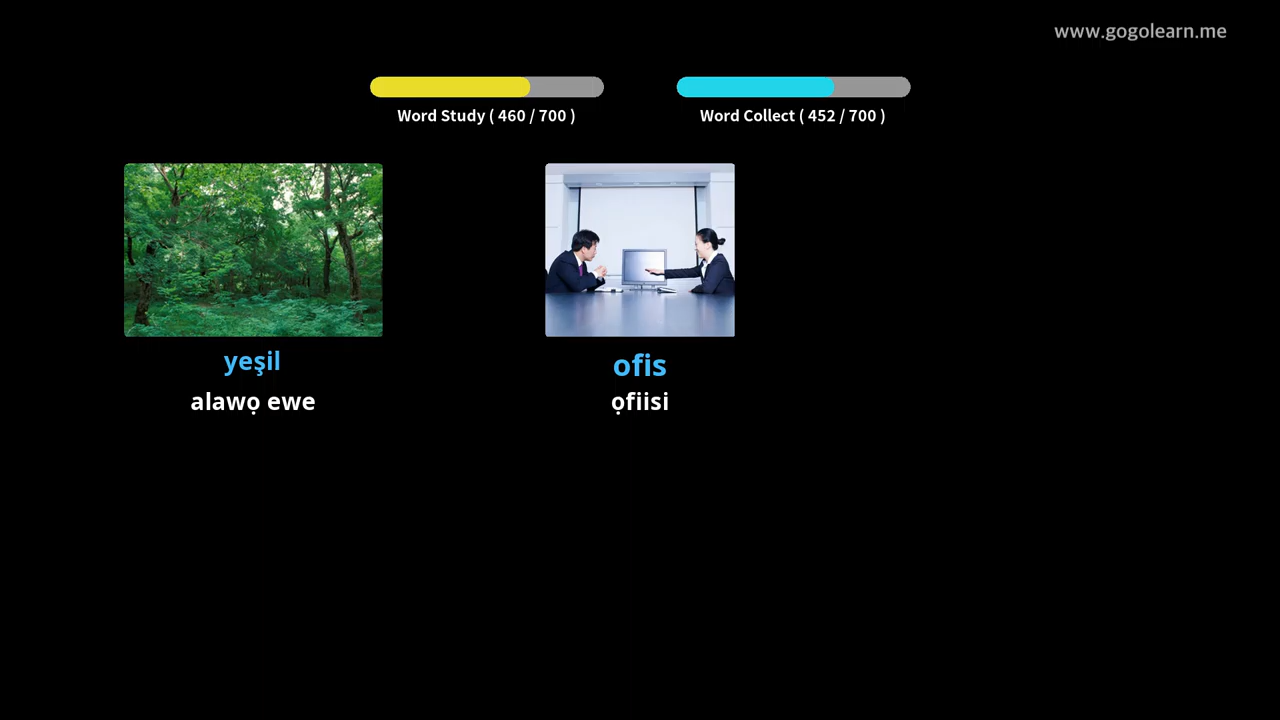 www.gogolearn.me
Word Study ( 460 / 700 )
Word Collect ( 452 / 700 )
yeşil
alawọ ewe
ofis
ọfiisi